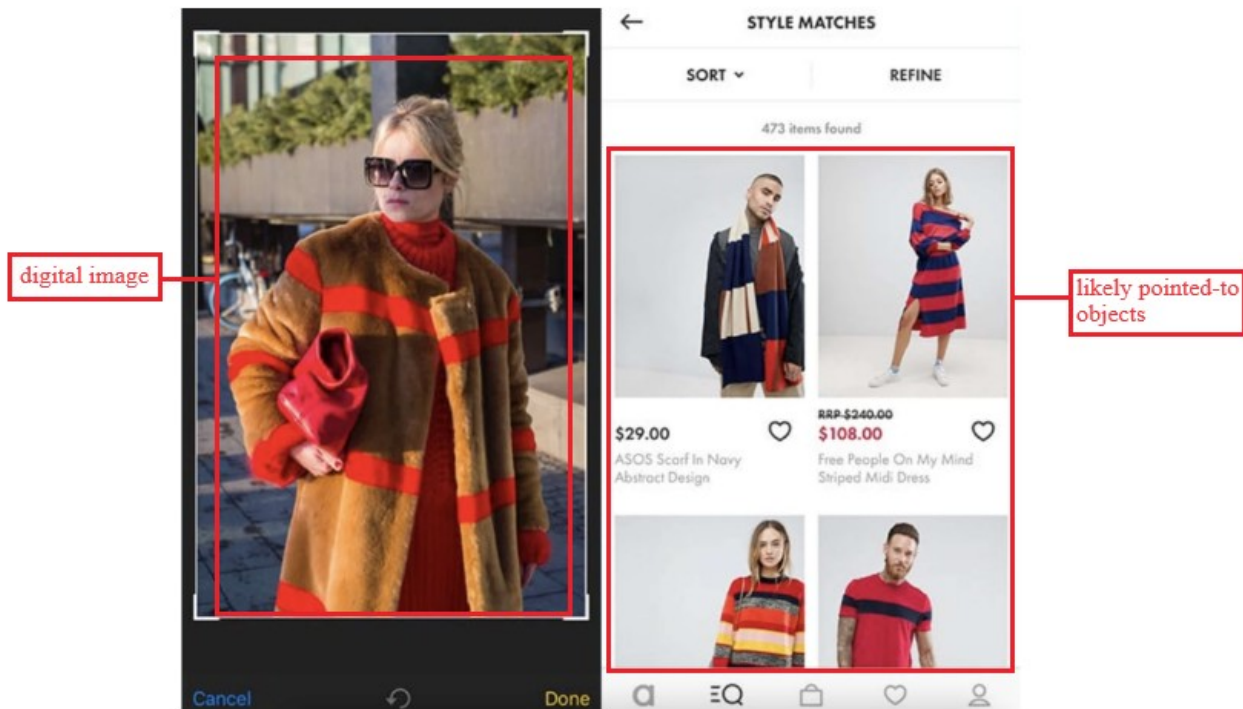 STYLE MATCHES
SORT
REFINE
473 items found
digital image
likely pointed-to
objects
$29.00
ASOS Scarf In Navy
Abstract Design
RRP $240.00
$108.00
Free People On My Mind
Striped Midi Dress
Cancel
Done
a